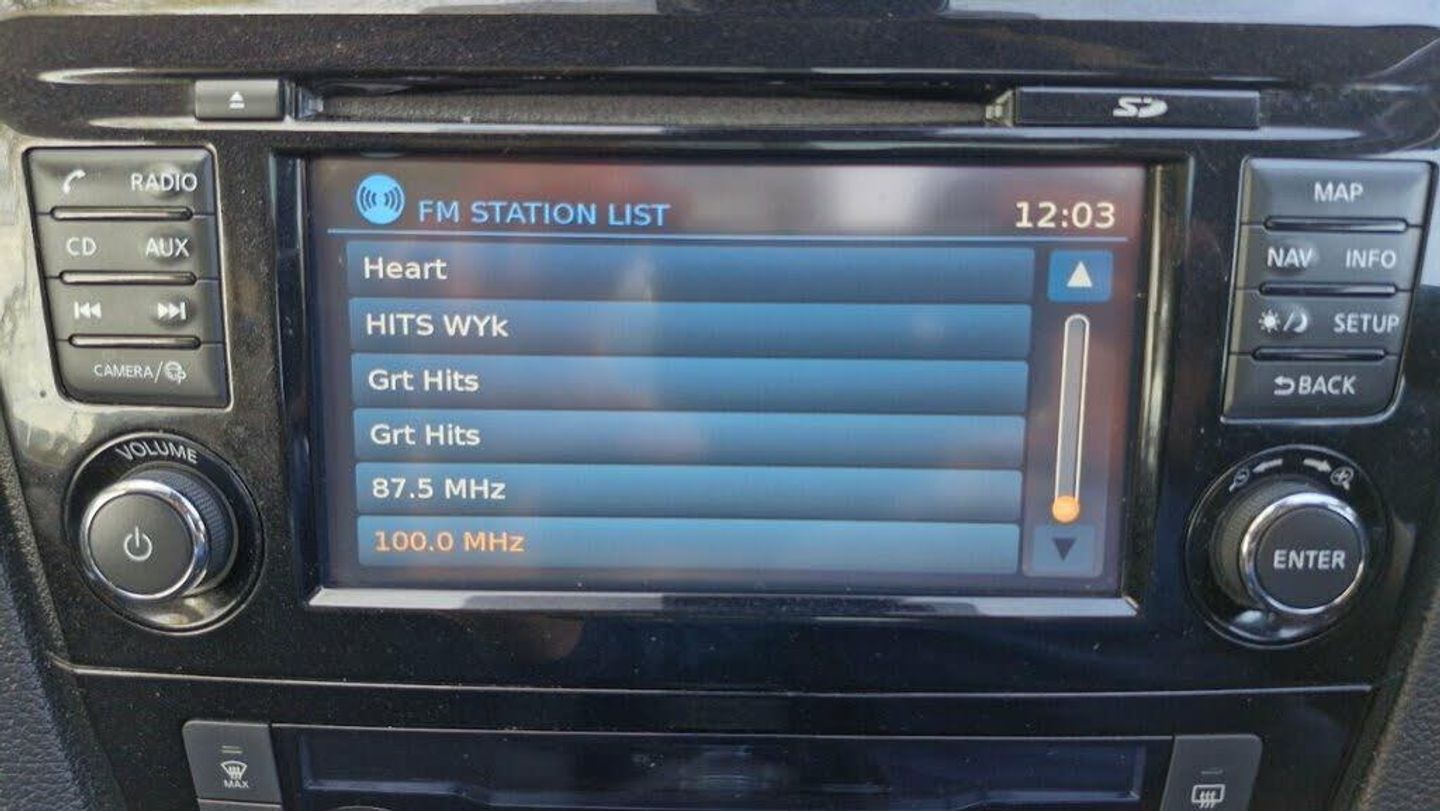 SD
RADIO
MAP
FM STATION LIST
12:03
CD AUX
NAV INFO
Heart
HITS WYk
SETUP
Grt Hits
CAMERA/
BACK
Grt Hits
VOLUME
87.5 MHz
100.0 MHz
ENTER
MAX